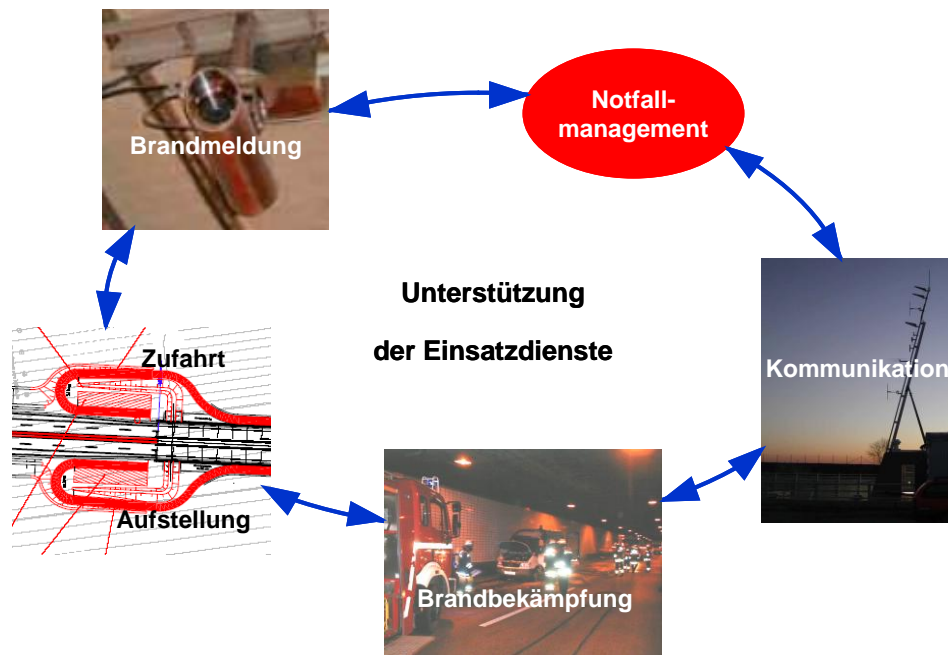 Brandmeldung
Notfall-
management
Unterstützung
der Einsatzdienste
Zufahrt
Aufstellung
Kommunikation
Brandbekämpfung